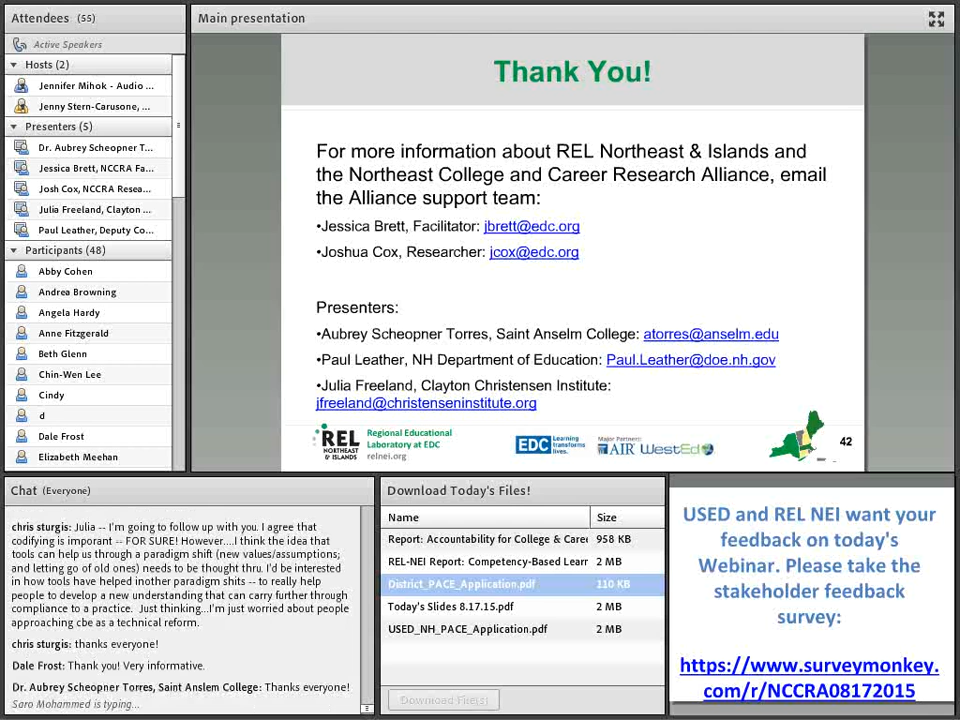 Attendees (55)
Active Speakers
Hosts (2)
Jennifer Mihok - Audio ...
Jenny Stern-Carusone, ...
Presenters (5)
Dr. Aubrey Scheopner T...
Jessica Brett, NCCRA Fa...
Josh Cox, NCCRA Resea...
Julia Freeland, Clayton ...
Paul Leather, Deputy Co...
Participants (48)
Abby Cohen
Andrea Browning
Angela Hardy
Anne Fitzgerald
Beth Glenn
Chin-Wen Lee
Cindy
d
Dale Frost
Elizabeth Meehan
Main presentation
Thank You!
For more information about REL Northeast & Islands and
the Northeast College and Career Research Alliance, email
the Alliance support team:
•Jessica Brett, Facilitator: jbrett@edc.org
•Joshua Cox, Researcher: jcox@edc.org
Presenters:
•Aubrey Scheopner Torres, Saint Anselm College: atorres@anselm.edu
•Paul Leather, NH Department of Education: Paul.Leather@doe.nh.gov
•Julia Freeland, Clayton Christensen Institute:
jfreeland@christenseninstitute.org
REL
NORTHEAST
& ISLANDS
Regional Educational
Laboratory at EDC
relnei.org
EDC Learning
transforms
lives.
Major Partners:
AIR WestEd
42
Chat (Everyone)
chris sturgis: Julia -- I'm going to follow up with you. I agree that
codifying is imporant -- FOR SURE! However....I think the idea that
tools can help us through a paradigm shift (new values/assumptions;
and letting go of old ones) needs to be thought thru. I'd be interested
in how tools have helped inother paradigm shits -- to really help
people to develop a new understanding that can carry further through
compliance to a practice. Just thinking...I'm just worried about people
approaching cbe as a technical reform.
chris sturgis: thanks everyone!
Dale Frost: Thank you! Very informative.
Dr. Aubrey Scheopner Torres, Saint Anslem College: Thanks everyone!
Saro Mohammed is typing...
Download Today's Files!
Name Size
Report: Accountability for College & Career 958 KB
REL-NEI Report: Competency-Based Learn 2 MB
District_PACE_Application.pdf 110 KB
Today's Slides 8.17.15.pdf 2 MB
USED_NH_PACE_Application.pdf 2 MB
Download File(s)
USED and REL NEI want your
feedback on today's
Webinar. Please take the
stakeholder feedback
survey:
https://www.surveymonkey.
com/r/NCCRA08172015